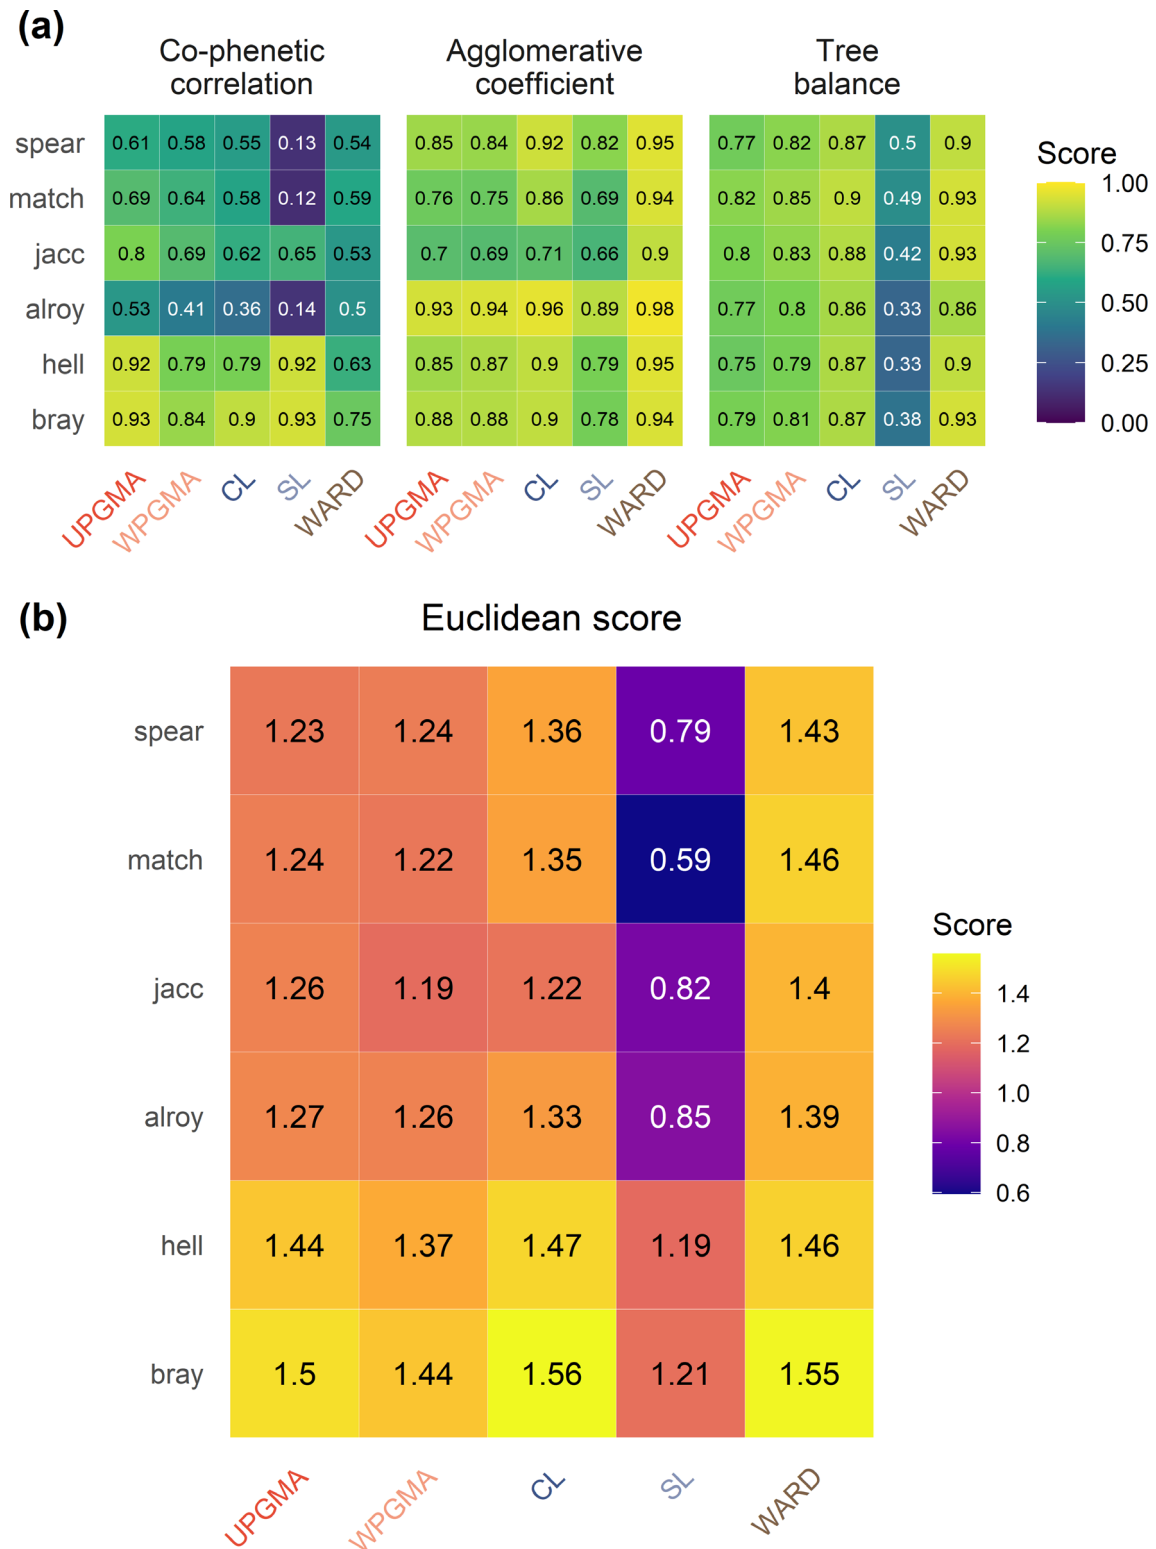 (a)
Co-phenetic correlation
Agglomerative coefficient
Tree balance
spear 0.61 0.58 0.55 0.13 0.54 0.85 0.84 0.92 0.82 0.95 0.77 0.82 0.87 0.5 0.9
match 0.69 0.64 0.58 0.12 0.59 0.76 0.75 0.86 0.69 0.94 0.82 0.85 0.9 0.49 0.93
jacc 0.8 0.69 0.62 0.65 0.53 0.7 0.69 0.71 0.66 0.9 0.8 0.83 0.88 0.42 0.93
alroy 0.53 0.41 0.36 0.14 0.5 0.93 0.94 0.96 0.89 0.98 0.77 0.8 0.86 0.33 0.86
hell 0.92 0.79 0.79 0.92 0.63 0.85 0.87 0.9 0.79 0.95 0.75 0.79 0.87 0.33 0.9
bray 0.93 0.84 0.9 0.93 0.75 0.88 0.88 0.9 0.78 0.94 0.79 0.81 0.87 0.38 0.93
UPGMA WPGMA CL SL WARD UPGMA WPGMA CL SL WARD UPGMA WPGMA CL SL WARD
Score
1.00
0.75
0.50
0.25
0.00
(b)
Euclidean score
spear 1.23 1.24 1.36 0.79 1.43
match 1.24 1.22 1.35 0.59 1.46
jacc 1.26 1.19 1.22 0.82 1.4
alroy 1.27 1.26 1.33 0.85 1.39
hell 1.44 1.37 1.47 1.19 1.46
bray 1.5 1.44 1.56 1.21 1.55
UPGMA WPGMA CL SL WARD
Score
1.4
1.2
1.0
0.8
0.6